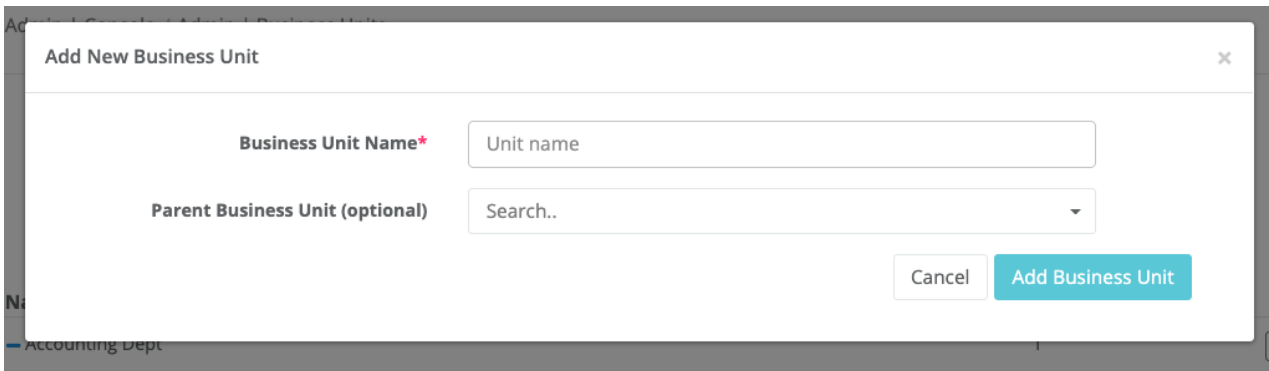 Add New Business Unit ×
Business Unit Name* Unit name
Parent Business Unit (optional) Search..
Cancel Add Business Unit
Accounting Dept